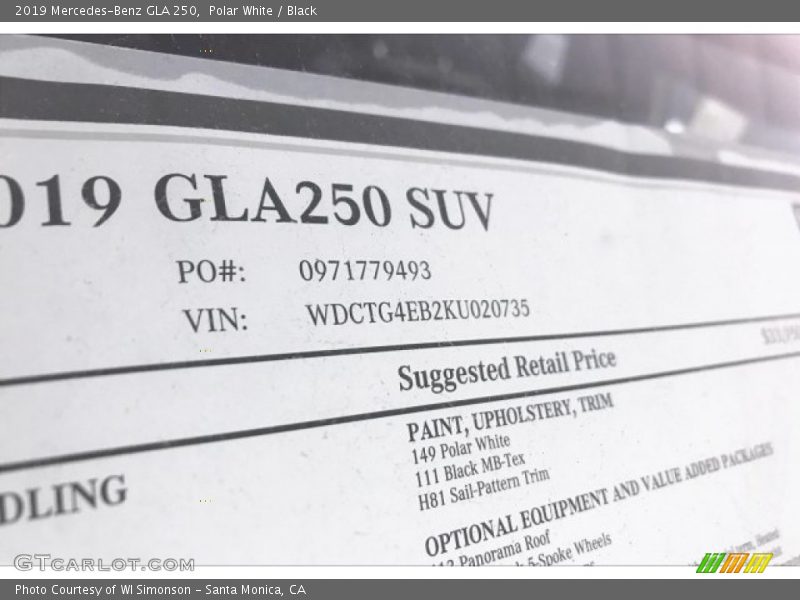 2019 Mercedes-Benz GLA 250, Polar White / Black
019 GLA250 SUV
PO#: 0971779493
VIN: WDCTG4EB2KU020735
Suggested Retail Price
PAINT, UPHOLSTERY, TRIM
149 Polar White
111 Black MB-Tex
H81 Sail-Pattern Trim
DLING
OPTIONAL EQUIPMENT AND VALUE ADDED PACKAGES
Panorama Roof
5-Spoke Wheels
GTCARLOT.COM
Photo Courtesy of WI Simonson - Santa Monica, CA